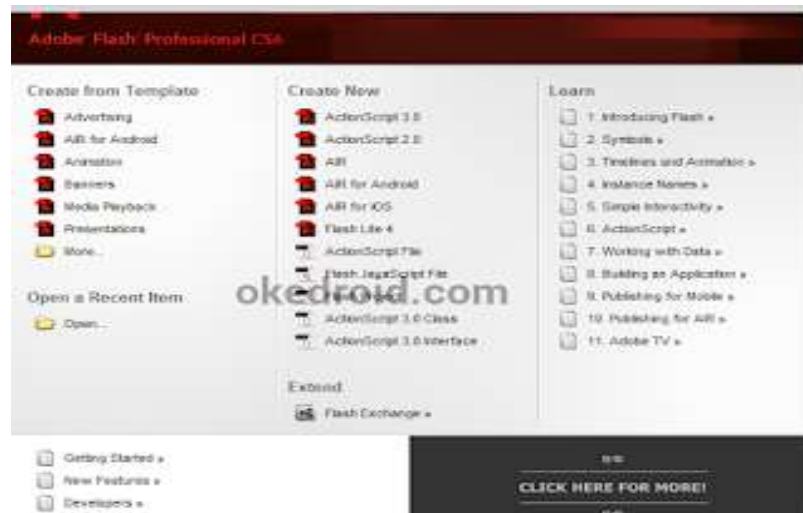 Adobe Flash Professional CS6
Create from Template
Advertising
AIR for Android
Animation
Banners
Media Playback
Presentations
More...
Open a Recent Item
Open...
Create New
ActionScript 3.0
ActionScript 2.0
AIR
AIR for Android
AIR for iOS
Flash Lite 4
ActionScript File
Flash JavaScript File
ActionScript 3.0 Class
ActionScript 3.0 Interface
Extend
Flash Exchange »
Learn
1. Introducing Flash »
2. Symbols »
3. Timelines and Animation »
4. Instance Names »
5. Simple Interactivity »
6. ActionScript »
7. Working with Data »
8. Building an Application »
9. Publishing for Mobile »
10. Publishing for AIR »
11. Adobe TV »
okedroid.com
Getting Started »
New Features »
Developers »
CLICK HERE FOR MORE!